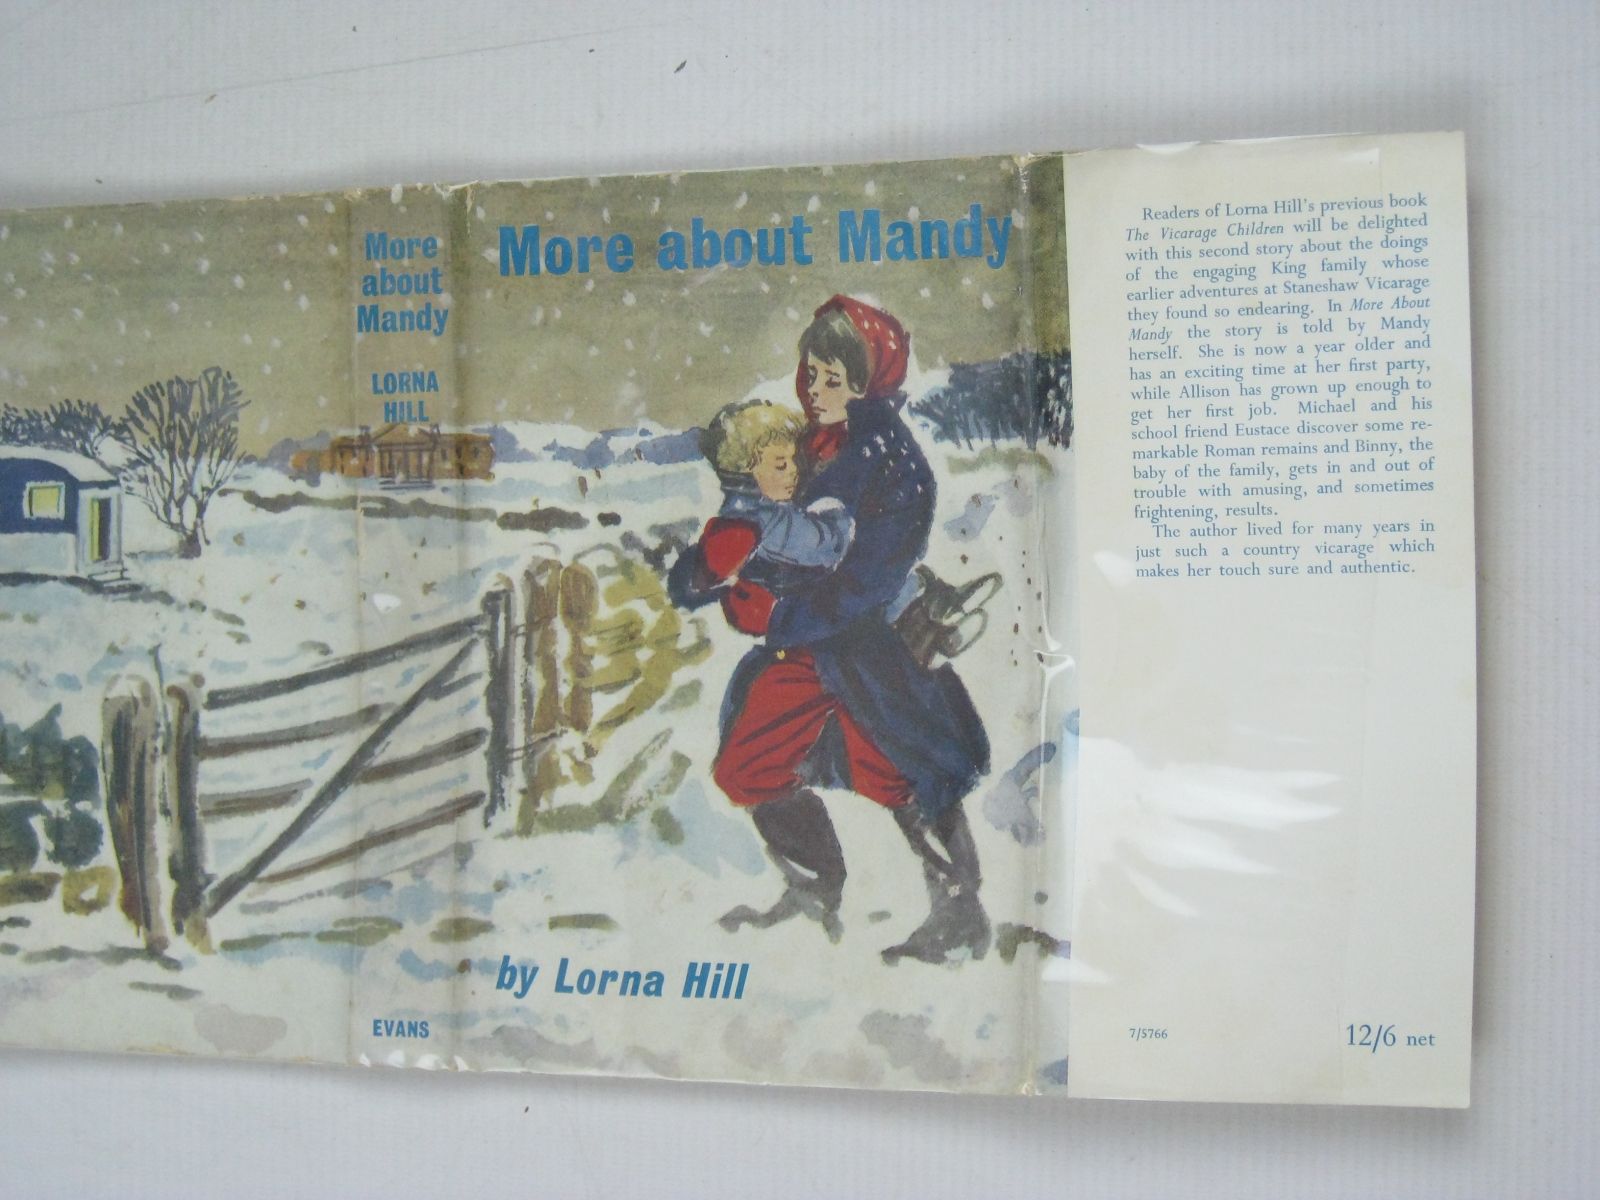 More
about
Mandy
LORNA
HILL
EVANS
More about Mandy
by Lorna Hill
Readers of Lorna Hill's previous book
The Vicarage Children will be delighted
with this second story about the doings
of the engaging King family whose
earlier adventures at Staneshaw Vicarage
they found so endearing. In More About
Mandy the story is told by Mandy
herself. She is now a year older and
has an exciting time at her first party,
while Allison has grown up enough to
get her first job. Michael and his
school friend Eustace discover some re-
markable Roman remains and Binny, the
baby of the family, gets in and out of
trouble with amusing, and sometimes
frightening, results.
The author lived for many years in
just such a country vicarage which
makes her touch sure and authentic.
7/5766
12/6 net